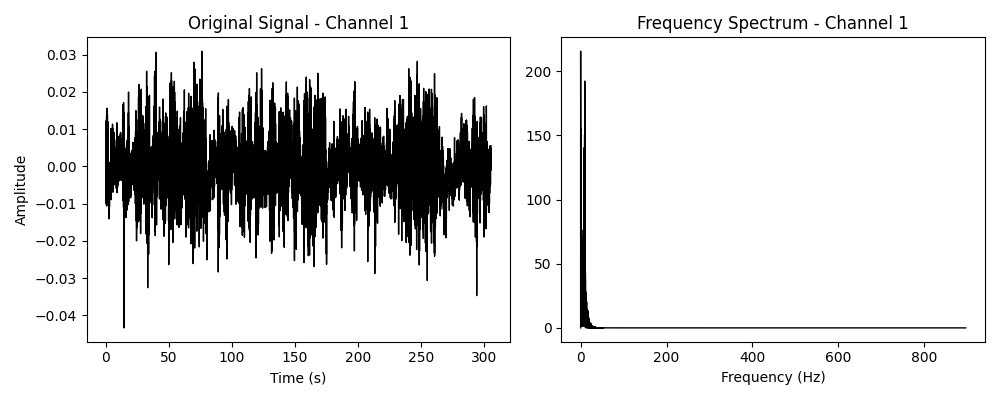 Original Signal - Channel 1
0.03
0.02
0.01
0.00
−0.01
−0.02
−0.03
−0.04
Amplitude
0 50 100 150 200 250 300
Time (s)
Frequency Spectrum - Channel 1
200
150
100
50
0
0 200 400 600 800
Frequency (Hz)